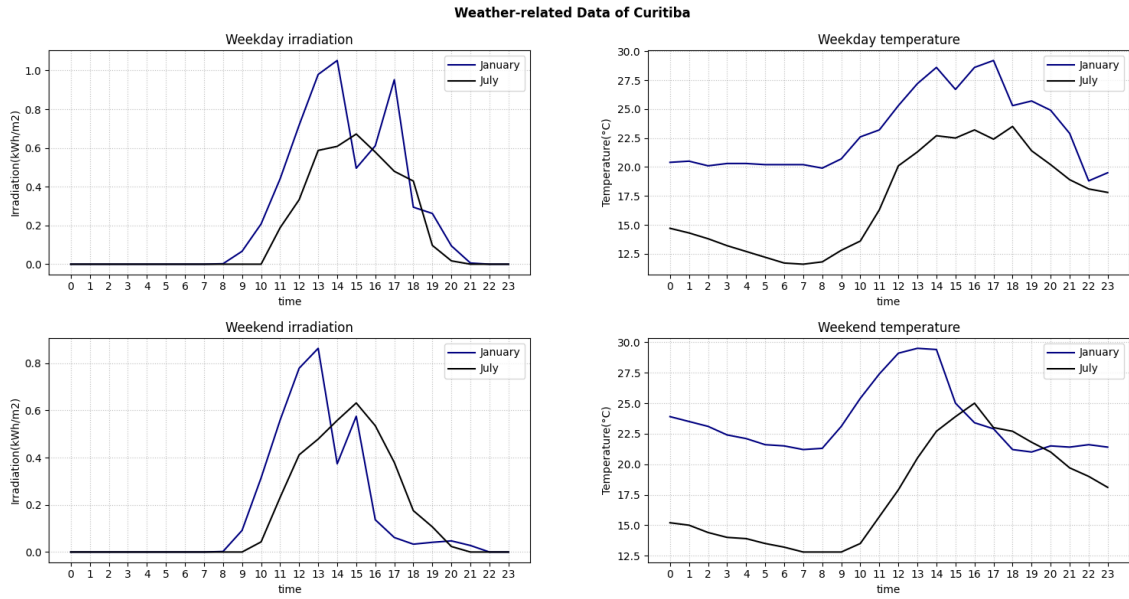 Weather-related Data of Curitiba
Weekday irradiation
Irradiation(kWh/m2)
1.0
0.8
0.6
0.4
0.2
0.0
January
July
0 1 2 3 4 5 6 7 8 9 10 11 12 13 14 15 16 17 18 19 20 21 22 23
time
Weekday temperature
Temperature(°C)
30.0
27.5
25.0
22.5
20.0
17.5
15.0
12.5
January
July
0 1 2 3 4 5 6 7 8 9 10 11 12 13 14 15 16 17 18 19 20 21 22 23
time
Weekend irradiation
Irradiation(kWh/m2)
0.8
0.6
0.4
0.2
0.0
January
July
0 1 2 3 4 5 6 7 8 9 10 11 12 13 14 15 16 17 18 19 20 21 22 23
time
Weekend temperature
Temperature(°C)
30.0
27.5
25.0
22.5
20.0
17.5
15.0
12.5
January
July
0 1 2 3 4 5 6 7 8 9 10 11 12 13 14 15 16 17 18 19 20 21 22 23
time